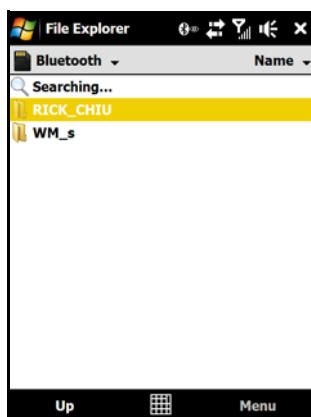 File Explorer
Bluetooth Name
Searching...
RICK_CHIU
WM_s
Up Menu